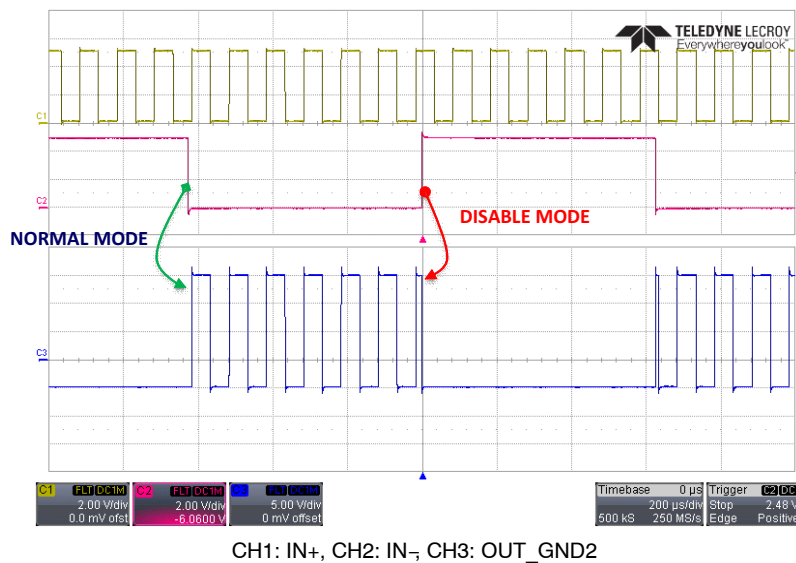 TELEDYNE LECROY
Everywhereyoulook™
C1
C2
DISABLE MODE
NORMAL MODE
C3
C1 FLT DC1M
2.00 V/div
0.0 mV ofst
C2 FLT DC1M
2.00 V/div
-6.0600 V
FLT DC1M
5.00 V/div
0 mV offset
Timebase 0 µs
200 µs/div
500 kS 250 MS/s
Trigger C2 DC
Stop 2.48 V
Edge Positive
CH1: IN+, CH2: IN−, CH3: OUT_GND2